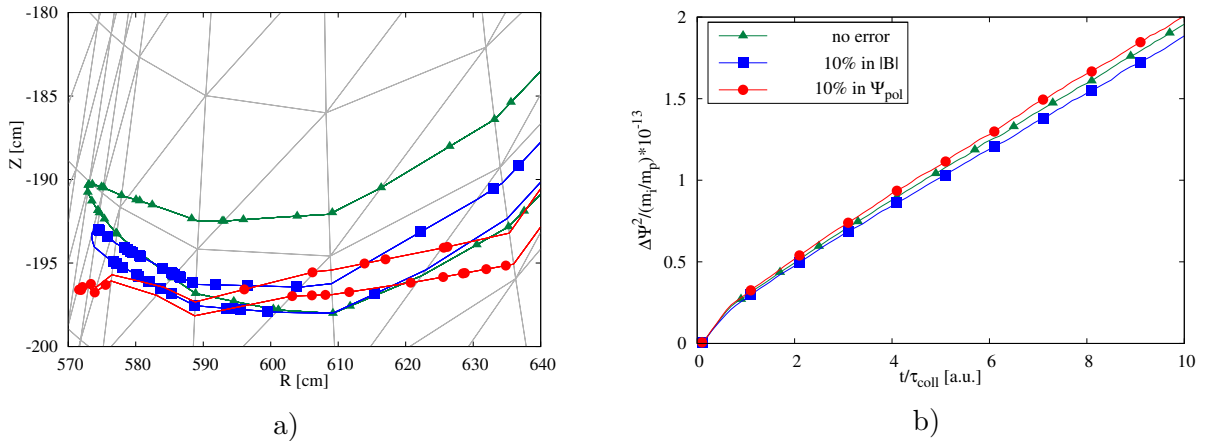 -180
-185
-190
-195
-200
Z [cm]
570 580 590 600 610 620 630 640
R [cm]
a)
2
1.5
1
0.5
0
ΔΨ²/(mᵢ/mₚ)*10⁻¹³
no error
10% in |B|
10% in Ψ_pol
0 2 4 6 8 10
t/τ_coll [a.u.]
b)